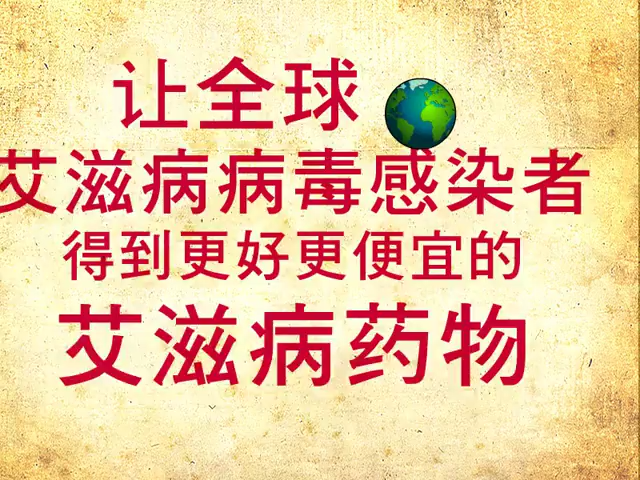 让全球
艾滋病病毒感染者
得到更好更便宜的
艾滋病药物